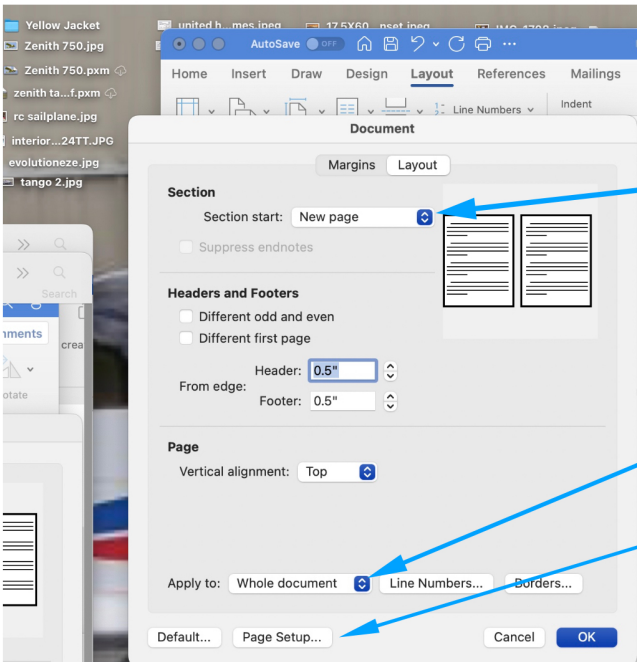 Yellow Jacket
Zenith 750.jpg
Zenith 750.pxm
zenith ta...f.pxm
rc sailplane.jpg
interior...24TT.JPG
evolutioneze.jpg
tango 2.jpg
united h...mes.jpeg
17.5X60
nset.jpeg
AutoSave OFF
Home Insert Draw Design Layout References Mailings
Line Numbers
Indent
Document
Margins Layout
Section
Section start: New page
Suppress endnotes
Headers and Footers
Different odd and even
Different first page
From edge:
Header: 0.5"
Footer: 0.5"
Page
Vertical alignment: Top
Apply to: Whole document Line Numbers... Borders...
Default... Page Setup... Cancel OK
Search
nments
crea
otate